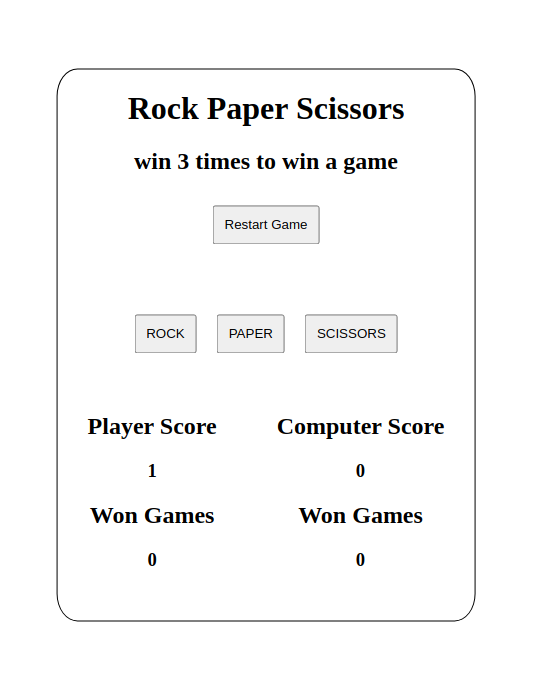 Rock Paper Scissors
win 3 times to win a game
Restart Game
ROCK PAPER SCISSORS
Player Score Computer Score
1 0
Won Games Won Games
0 0